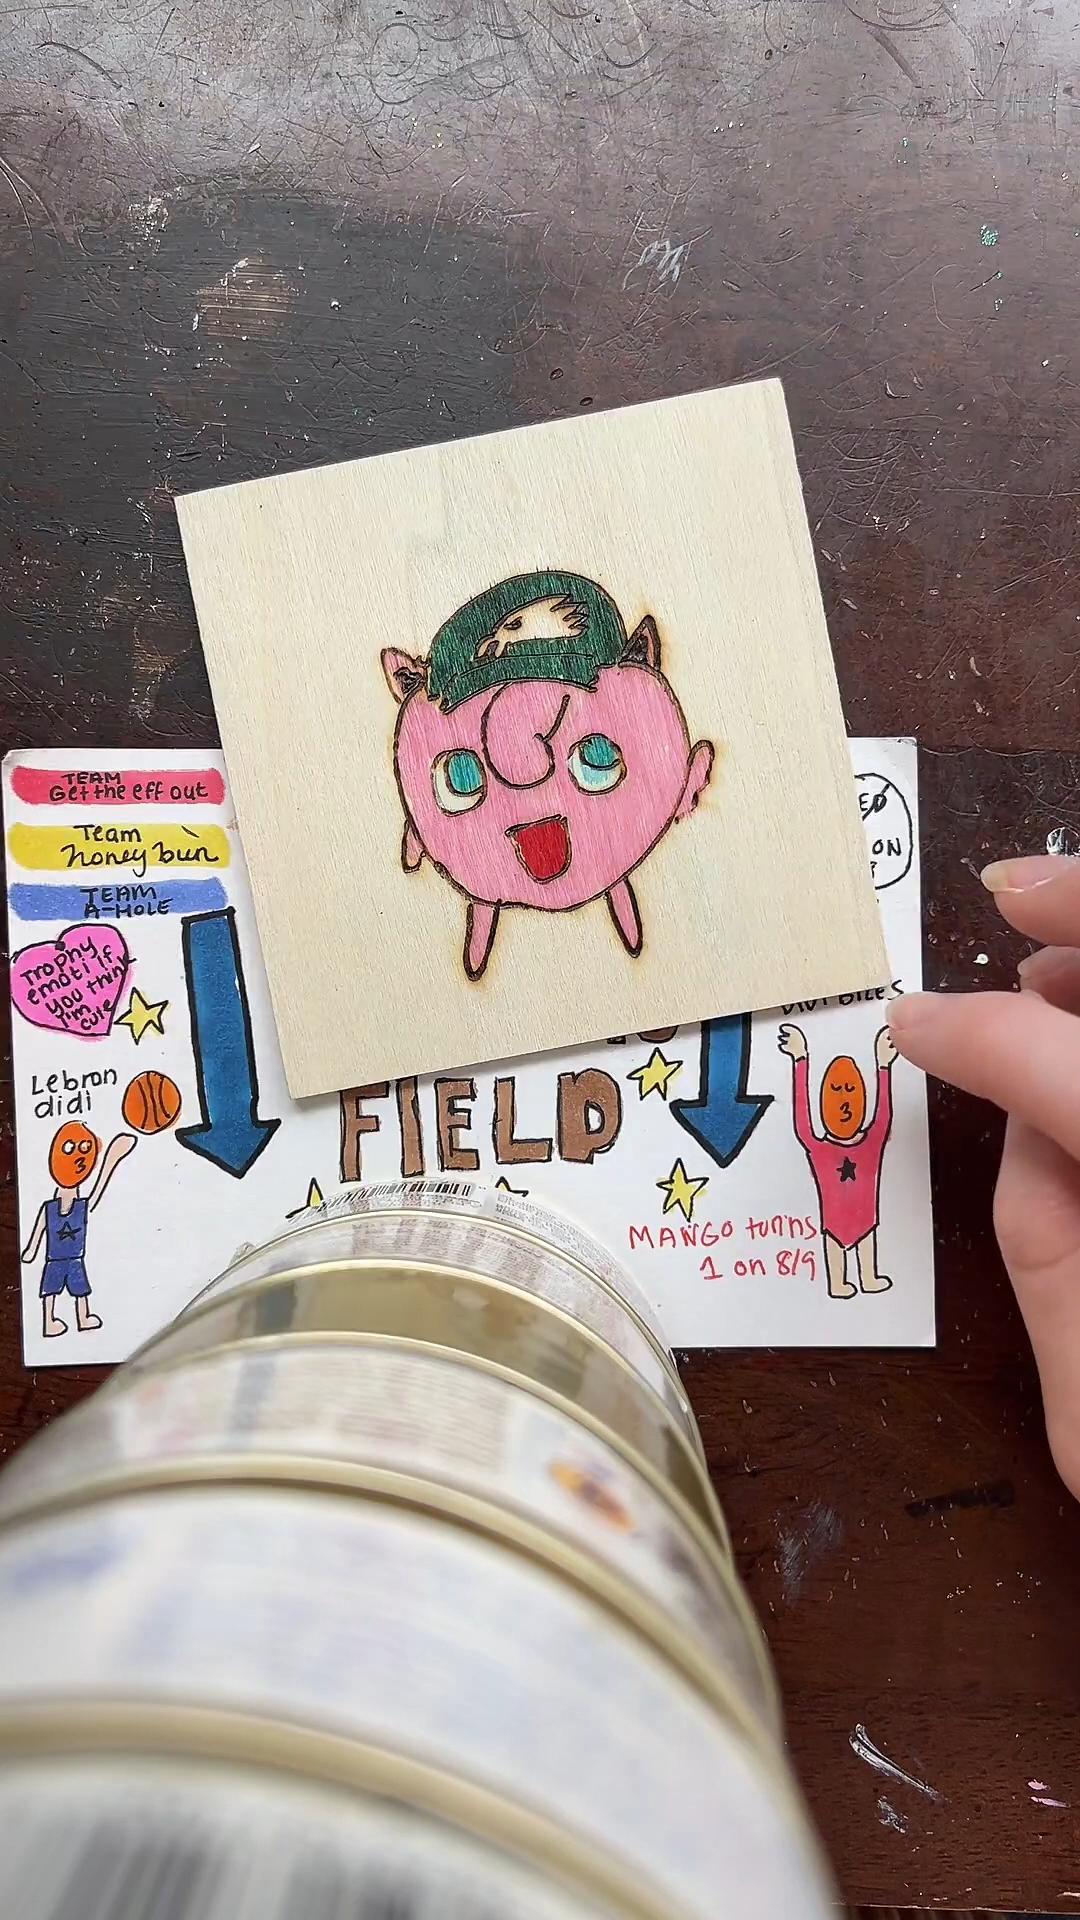 TEAM
Get the eff out
Team
honey bun
TEAM
A-HOLE
Trophy
emoti if
you think
I'm
cute
Lebron
didi
FIELD
ON
BITES
MANGO turns
1 on 8/9